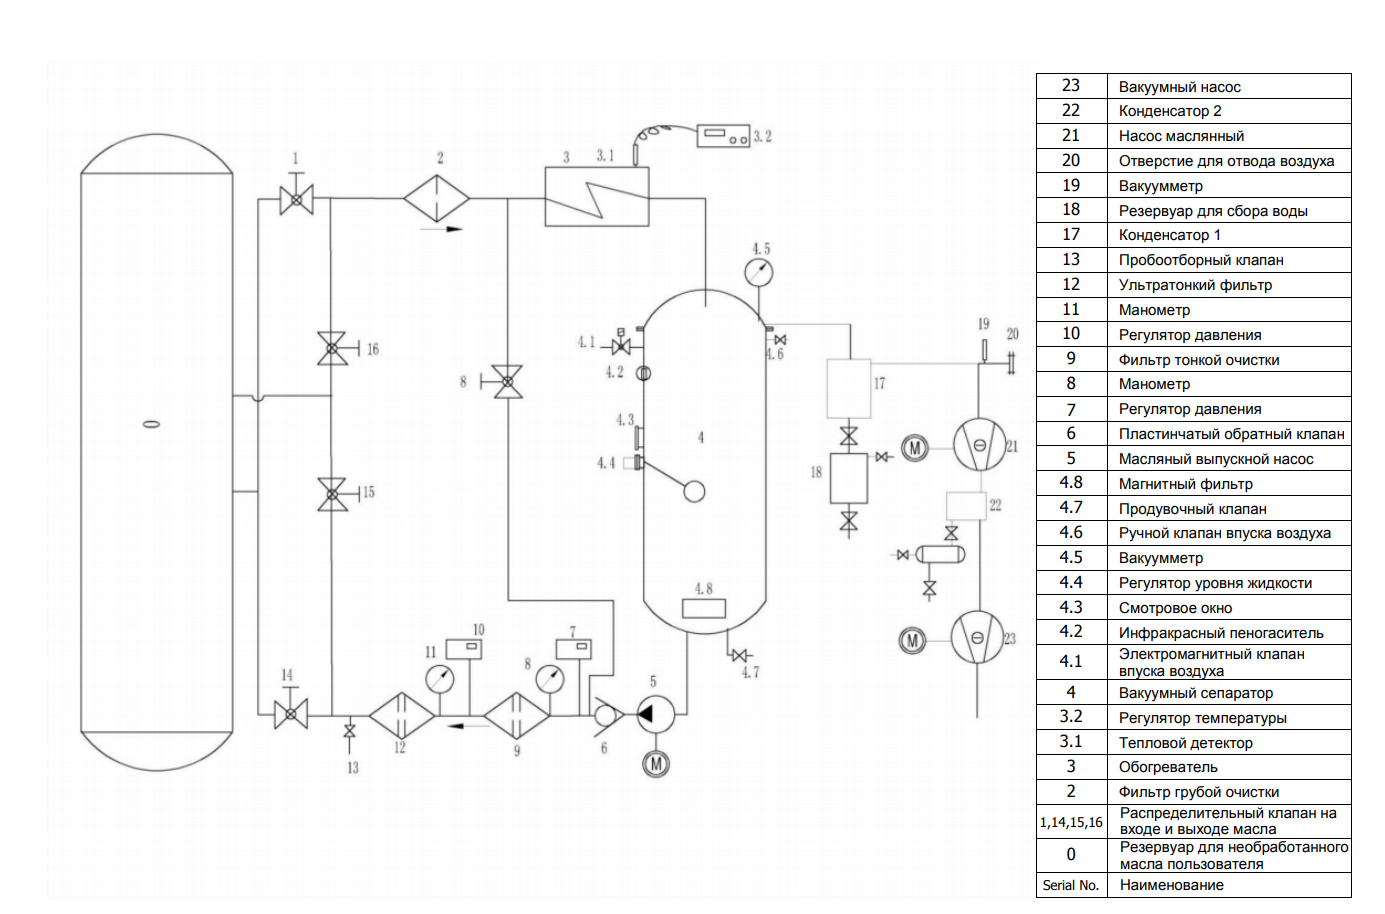 1
2
3
3.1
3.2
4.5
4.1
4.2
4.6
16
8
17
19
20
0
4.3
4
4.4
18
M
21
15
22
4.8
M
23
10
7
11
8
14
5
4.7
12
9
6
13
M
23 Вакуумный насос
22 Конденсатор 2
21 Насос маслянный
20 Отверстие для отвода воздуха
19 Вакуумметр
18 Резервуар для сбора воды
17 Конденсатор 1
13 Пробоотборный клапан
12 Ультратонкий фильтр
11 Манометр
10 Регулятор давления
9 Фильтр тонкой очистки
8 Манометр
7 Регулятор давления
6 Пластинчатый обратный клапан
5 Масляный выпускной насос
4.8 Магнитный фильтр
4.7 Продувочный клапан
4.6 Ручной клапан впуска воздуха
4.5 Вакуумметр
4.4 Регулятор уровня жидкости
4.3 Смотровое окно
4.2 Инфракрасный пеногаситель
4.1 Электромагнитный клапан
впуска воздуха
4 Вакуумный сепаратор
3.2 Регулятор температуры
3.1 Тепловой детектор
3 Обогреватель
2 Фильтр грубой очистки
1,14,15,16 Распределительный клапан на
входе и выходе масла
0 Резервуар для необработанного
масла пользователя
Serial No. Наименование